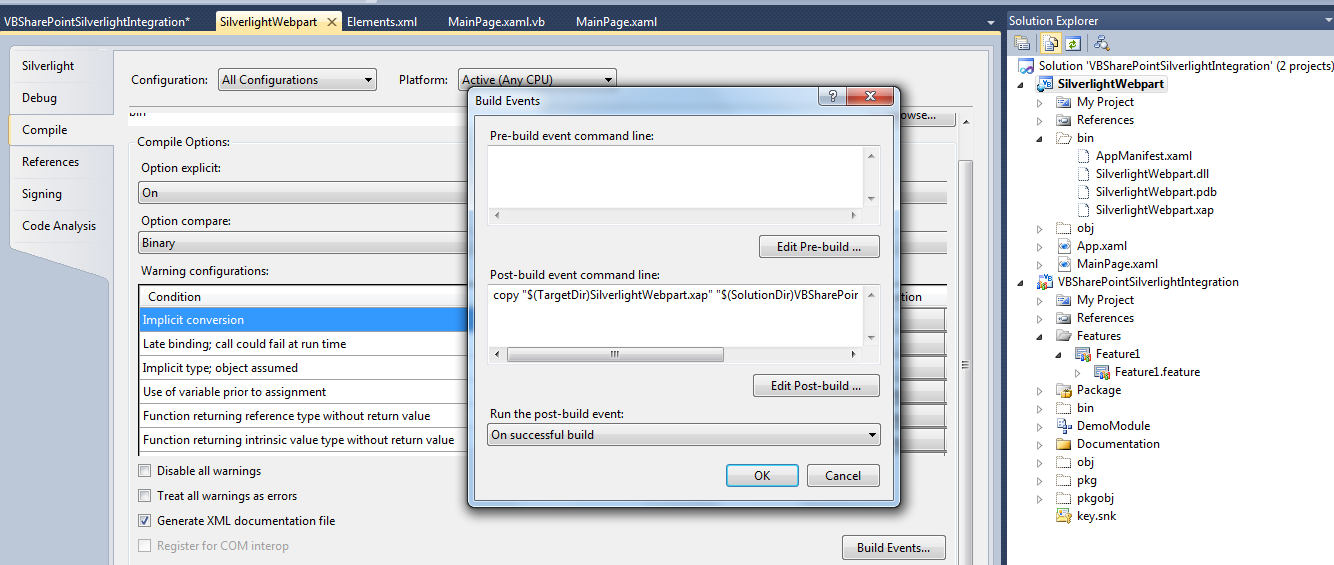 VBSharePointSilverlightIntegration* SilverlightWebpart Elements.xml MainPage.xaml.vb MainPage.xaml
Silverlight
Debug
Compile
References
Signing
Code Analysis
Configuration: All Configurations Platform: Active (Any CPU)
bin
Compile Options:
Option explicit:
On
Option compare:
Binary
Warning configurations:
Condition
Implicit conversion
Late binding; call could fail at run time
Implicit type; object assumed
Use of variable prior to assignment
Function returning reference type without return value
Function returning intrinsic value type without return value
Disable all warnings
Treat all warnings as errors
Generate XML documentation file
Register for COM interop
Build Events...
Build Events
Pre-build event command line:
Edit Pre-build ...
Post-build event command line:
copy "$(TargetDir)SilverlightWebpart.xap" "$(SolutionDir)VBSharePoin
Edit Post-build ...
Run the post-build event:
On successful build
OK Cancel
Solution Explorer
Solution 'VBSharePointSilverlightIntegration' (2 projects)
SilverlightWebpart
My Project
References
bin
AppManifest.xaml
SilverlightWebpart.dll
SilverlightWebpart.pdb
SilverlightWebpart.xap
obj
App.xaml
MainPage.xaml
VBSharePointSilverlightIntegration
My Project
References
Features
Feature1
Feature1.feature
Package
bin
DemoModule
Documentation
obj
pkg
pkgobj
key.snk